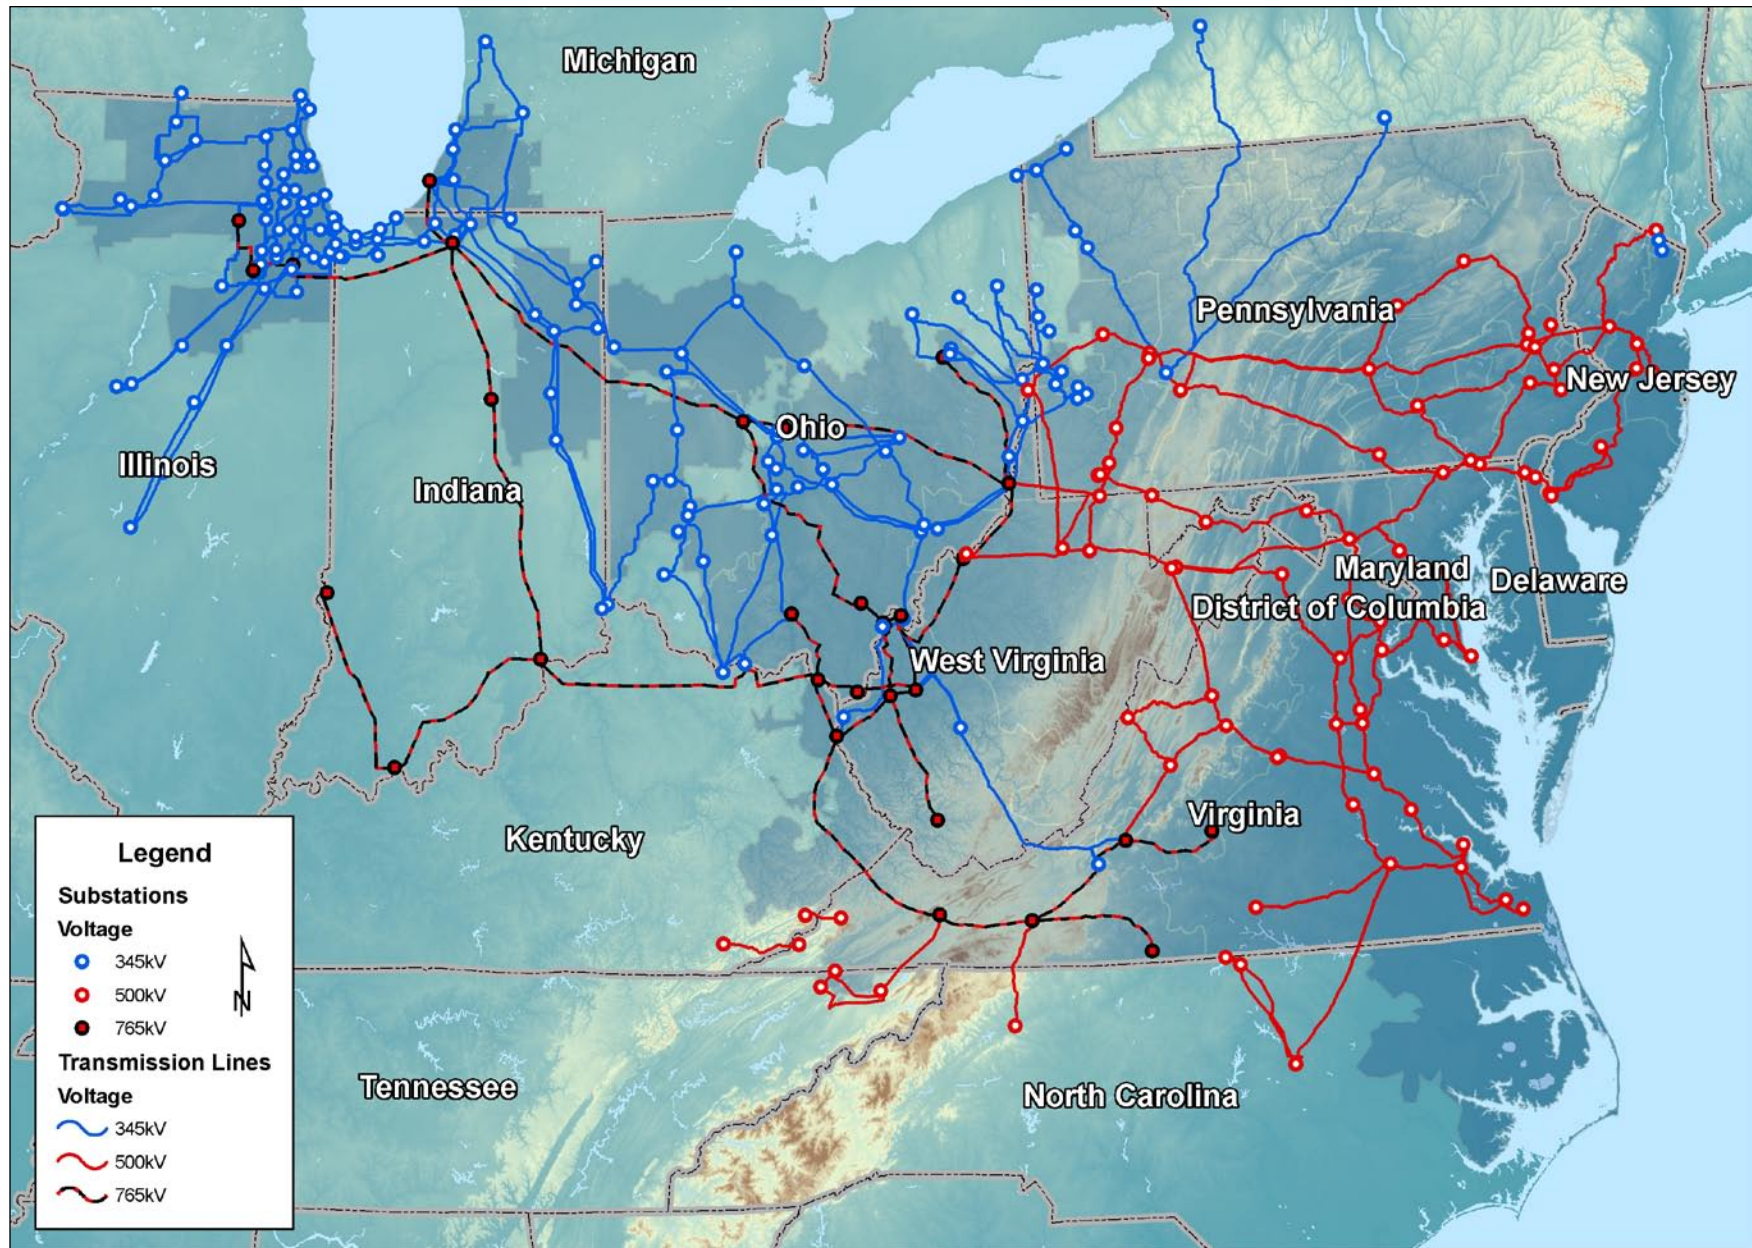 Michigan
Pennsylvania
New Jersey
Ohio
Illinois
Indiana
Maryland
Delaware
District of Columbia
West Virginia
Virginia
Kentucky
Tennessee
North Carolina
Legend
Substations
Voltage
345kV
500kV
765kV
N
Transmission Lines
Voltage
345kV
500kV
765kV